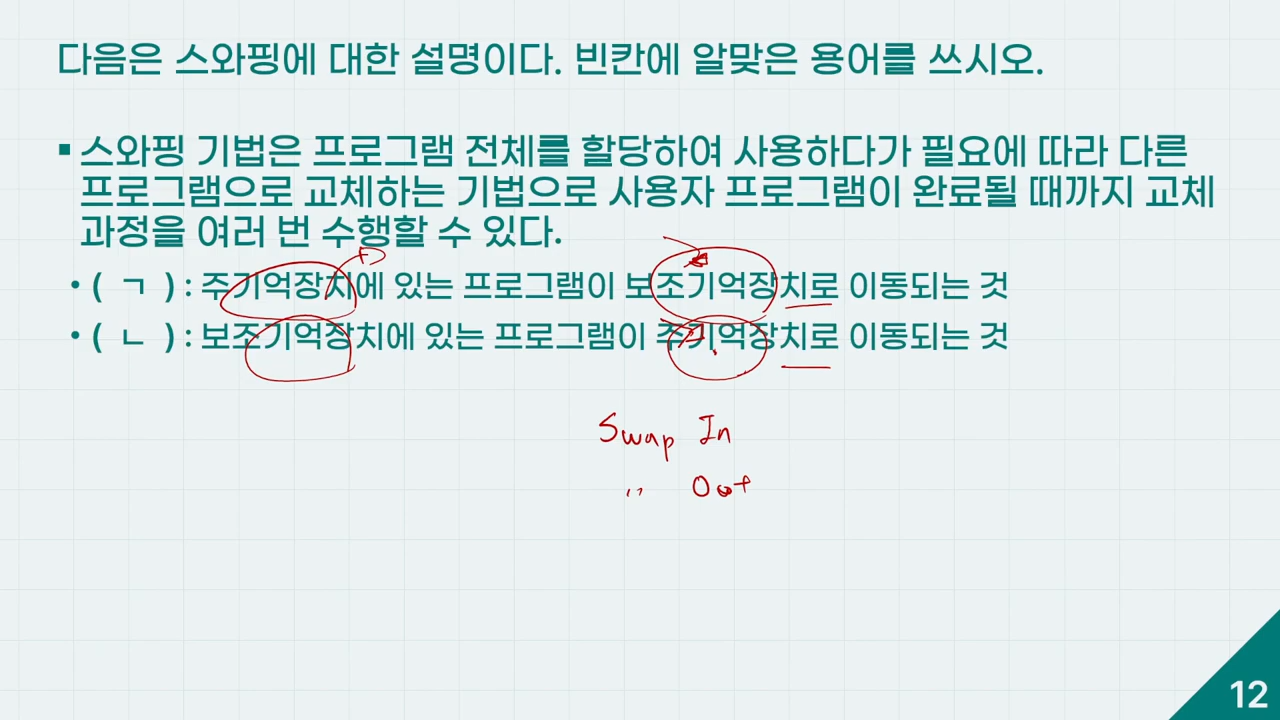 다음은 스와핑에 대한 설명이다. 빈칸에 알맞은 용어를 쓰시오.
▪ 스와핑 기법은 프로그램 전체를 할당하여 사용하다가 필요에 따라 다른
프로그램으로 교체하는 기법으로 사용자 프로그램이 완료될 때까지 교체
과정을 여러 번 수행할 수 있다.
• ( ㄱ ) : 주기억장치에 있는 프로그램이 보조기억장치로 이동되는 것
• ( ㄴ ) : 보조기억장치에 있는 프로그램이 주기억장치로 이동되는 것
Swap In
〃 Out
12